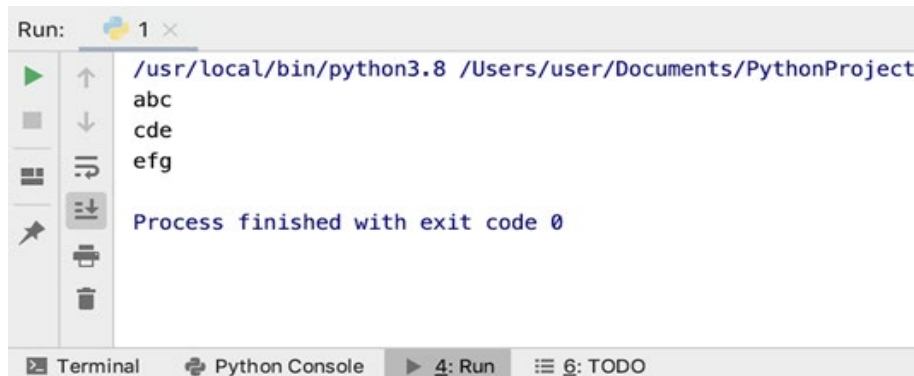 Run: 1
/usr/local/bin/python3.8 /Users/user/Documents/PythonProject
abc
cde
efg
Process finished with exit code 0
Terminal Python Console 4: Run 6: TODO